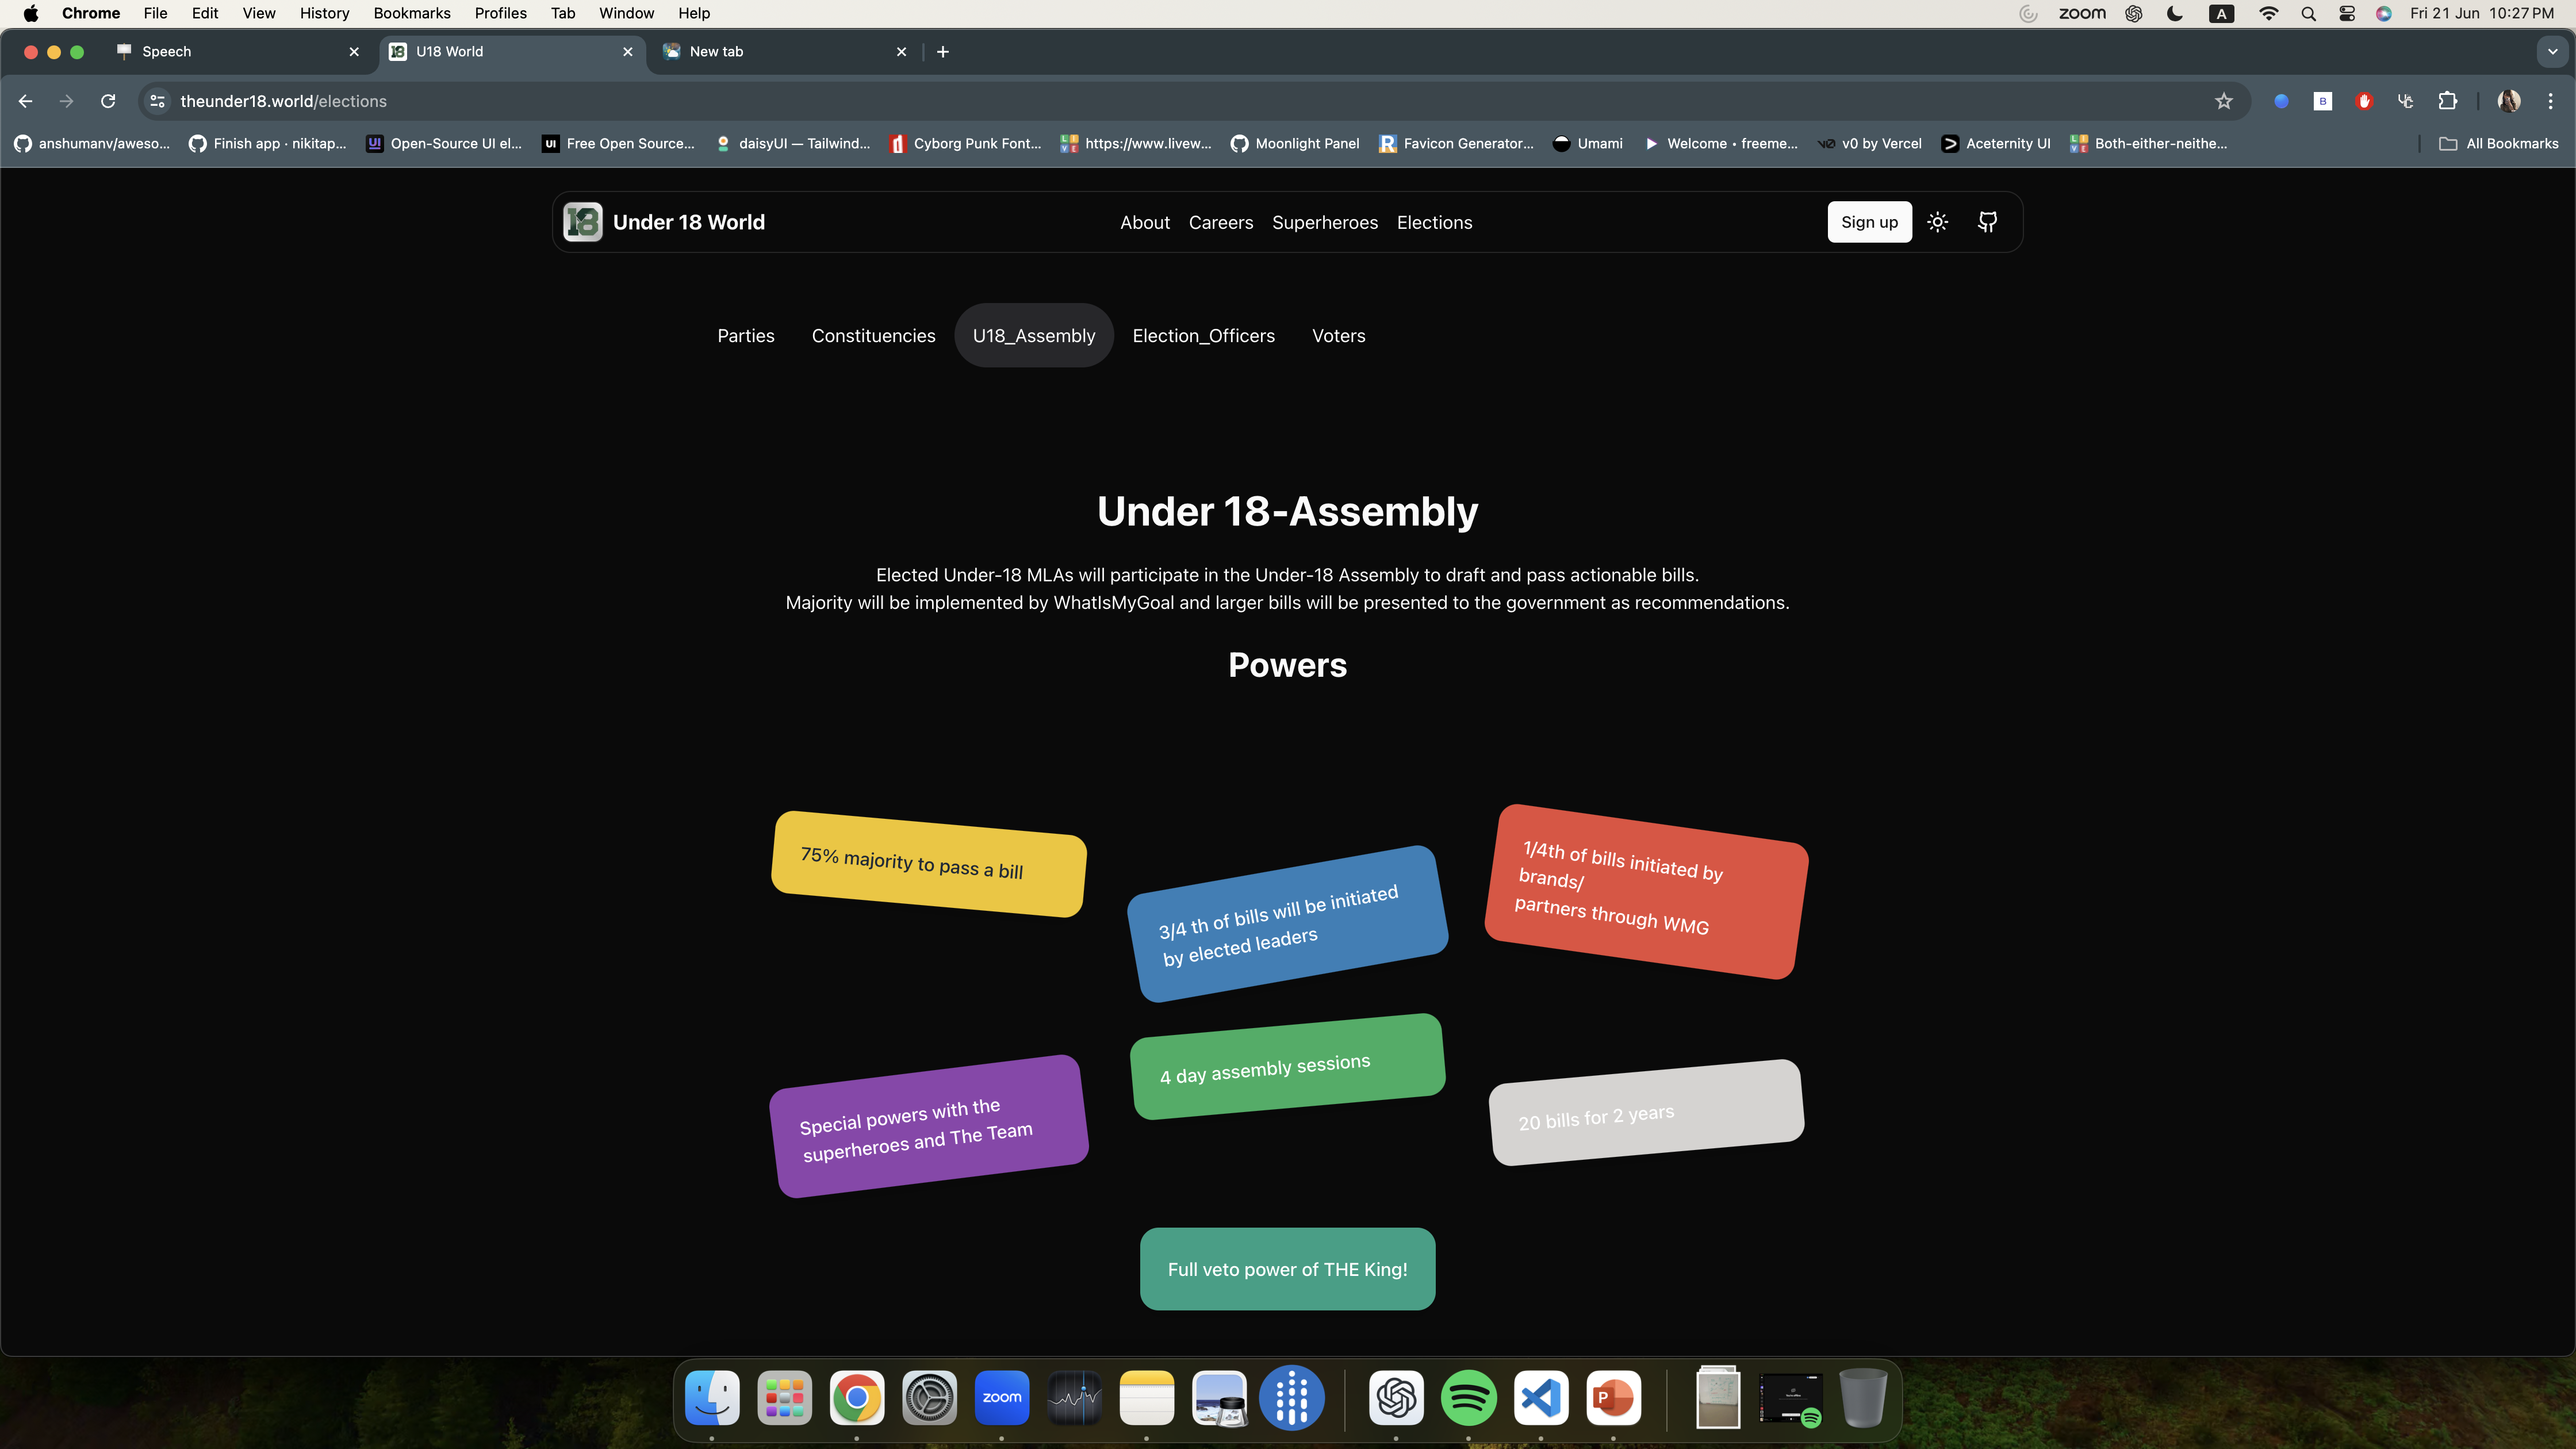 Chrome File Edit View History Bookmarks Profiles Tab Window Help
zoom A Fri 21 Jun 10:27 PM
Speech U18 World New tab
theunder18.world/elections
B
anshumanv/aweso... Finish app · nikitap... Open-Source UI el... Free Open Source... daisyUI — Tailwind... Cyborg Punk Font... https://www.livew... Moonlight Panel Favicon Generator... Umami Welcome • freeme... v0 by Vercel Aceternity UI Both-either-neithe... All Bookmarks
18 Under 18 World About Careers Superheroes Elections Sign up
Parties Constituencies U18_Assembly Election_Officers Voters
Under 18-Assembly
Elected Under-18 MLAs will participate in the Under-18 Assembly to draft and pass actionable bills.
Majority will be implemented by WhatIsMyGoal and larger bills will be presented to the government as recommendations.
Powers
75% majority to pass a bill
3/4 th of bills will be initiated
by elected leaders
1/4th of bills initiated by
brands/
partners through WMG
Special powers with the
superheroes and The Team
4 day assembly sessions
20 bills for 2 years
Full veto power of THE King!
zoom
P